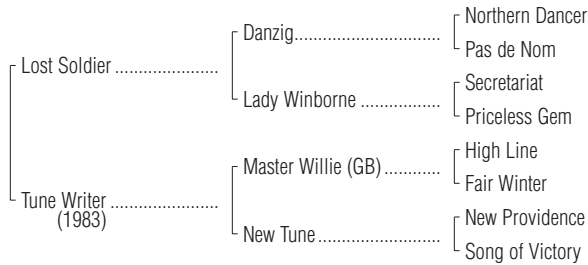 Northern Dancer
Danzig
Pas de Nom
Lost Soldier
Secretariat
Lady Winborne
Priceless Gem
High Line
Master Willie (GB)
Fair Winter
Tune Writer
(1983)
New Providence
New Tune
Song of Victory